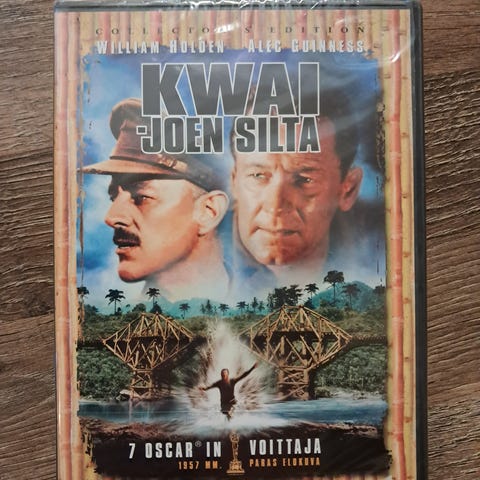 COLLECTOR'S EDITION
WILLIAM HOLDEN ALEC GUINNESS
KWAI
-JOEN SILTA
7 OSCAR® IN VOITTAJA
1957 MM. PARAS ELOKUVA